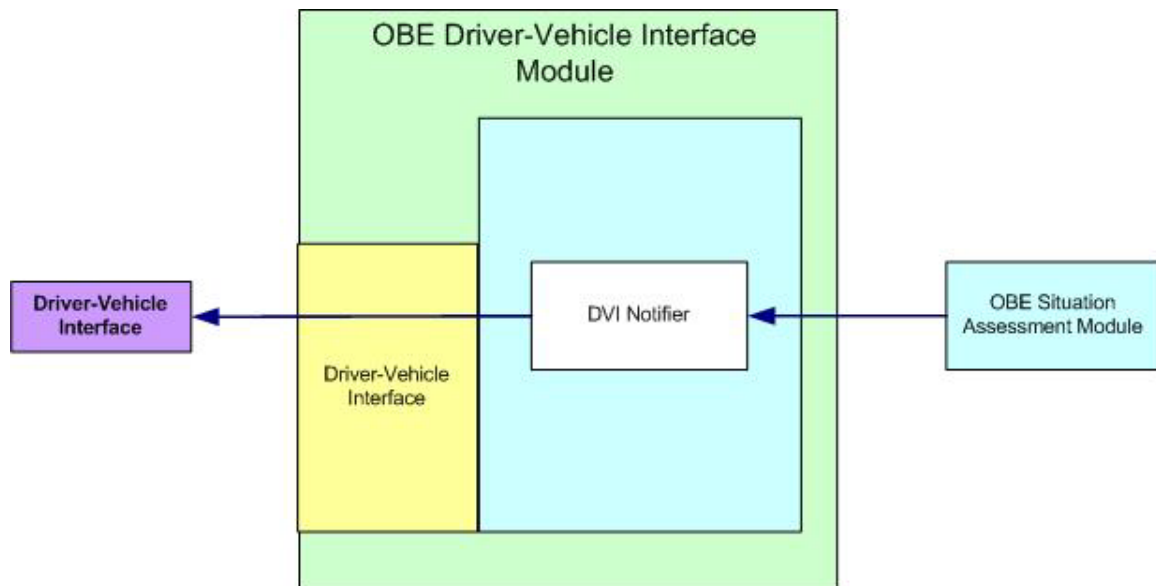 OBE Driver-Vehicle Interface
Module
Driver-Vehicle
Interface
Driver-Vehicle
Interface
DVI Notifier
OBE Situation
Assessment Module